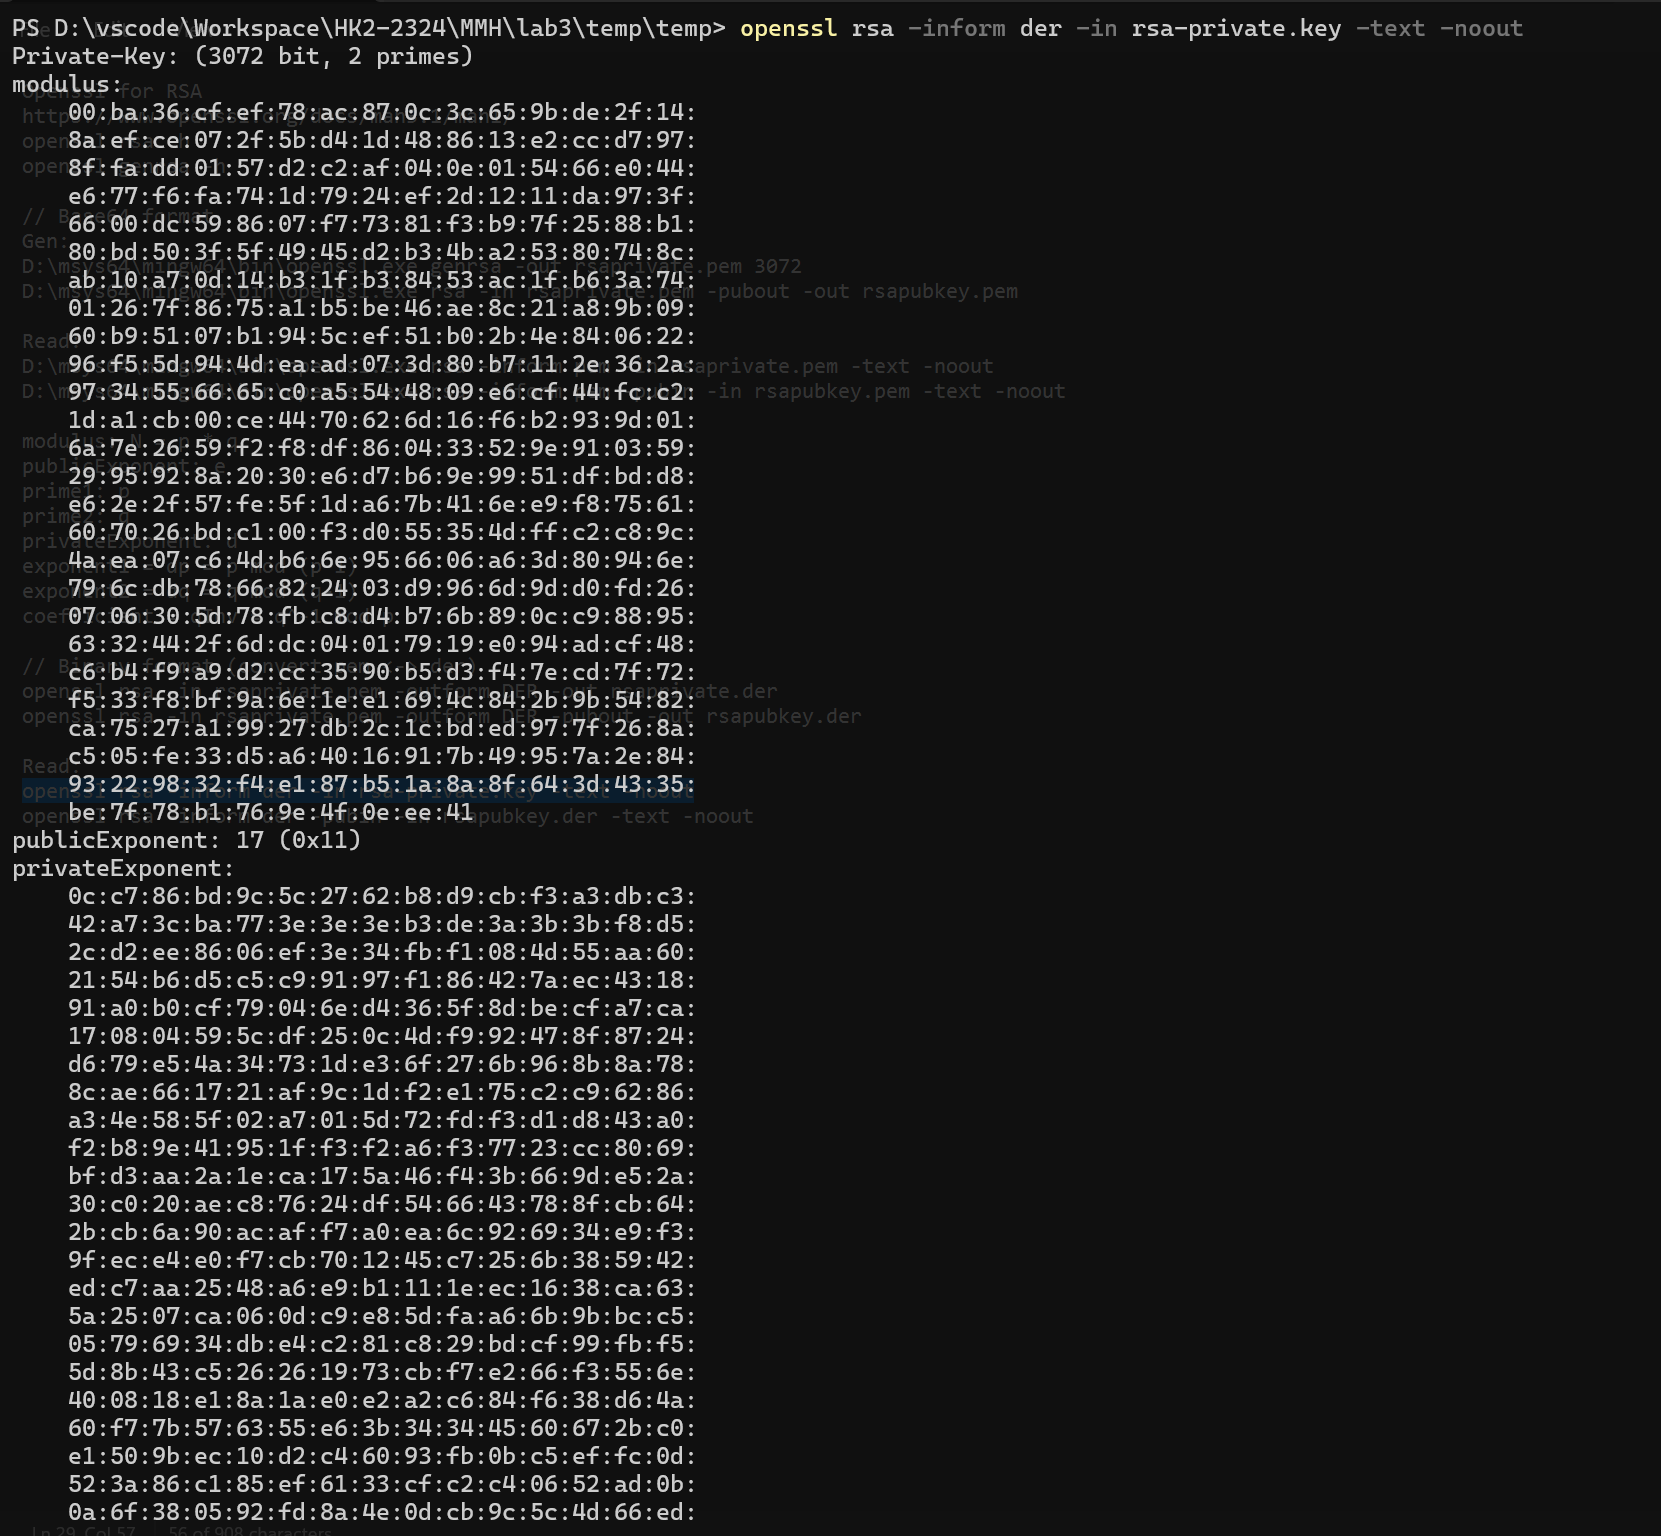 PS D:\uscode\Workspace\HK2-2324\MMH\lab3\temp\temp> openssl rsa -inform der -in rsa-private.key -text -noout
Private-Key: (3072 bit, 2 primes)
modulus:
00:ba:36:cf:ef:78:ac:87:0c:3c:65:9b:de:2f:14:
8a:ef:ce:07:2f:5b:d4:1d:48:86:13:e2:cc:d7:97:
8f:fa:dd:01:57:d2:c2:af:04:0e:01:54:66:e0:44:
e6:77:f6:fa:74:1d:79:24:ef:2d:12:11:da:97:3f:
66:00:dc:59:86:07:f7:73:81:f3:b9:7f:25:88:b1:
80:bd:50:3f:5f:49:45:d2:b3:4b:a2:53:80:74:8c:
ab:10:a7:0d:14:b3:1f:b3:84:53:ac:1f:b6:3a:74:
01:26:7f:86:75:a1:b5:be:46:ae:8c:21:a8:9b:09:
60:b9:51:07:b1:94:5c:ef:51:b0:2b:4e:84:06:22:
96:f5:5d:94:4d:ea:ad:07:3d:80:b7:11:2e:36:2a:
97:34:55:66:65:c0:a5:54:48:09:e6:cf:44:fc:c2:
1d:a1:cb:00:ce:44:70:62:6d:16:f6:b2:93:9d:01:
6a:7e:26:59:f2:f8:df:86:04:33:52:9e:91:03:59:
29:95:92:8a:20:30:e6:d7:b6:9e:99:51:df:bd:d8:
e6:2e:2f:57:fe:5f:1d:a6:7b:41:6e:e9:f8:75:61:
60:70:26:bd:c1:00:f3:d0:55:35:4d:ff:c2:c8:9c:
4a:ea:07:c6:4d:b6:6e:95:66:06:a6:3d:80:94:6e:
79:6c:db:78:66:82:24:03:d9:96:6d:9d:d0:fd:26:
07:06:30:5d:78:fb:c8:d4:b7:6b:89:0c:c9:88:95:
63:32:44:2f:6d:dc:04:01:79:19:e0:94:ad:cf:48:
c6:b4:f9:a9:d2:cc:35:90:b5:d3:f4:7e:cd:7f:72:
f5:33:f8:bf:9a:6e:1e:e1:69:4c:84:2b:9b:54:82:
ca:75:27:a1:99:27:db:2c:1c:bd:ed:97:7f:26:8a:
c5:05:fe:33:d5:a6:40:16:91:7b:49:95:7a:2e:84:
93:22:98:32:f4:e1:87:b5:1a:8a:8f:64:3d:43:35:
bc:7f:78:b1:76:9e:4f:0e:ee:41
publicExponent: 17 (0x11)
privateExponent:
0c:c7:86:bd:9c:5c:27:62:b8:d9:cb:f3:a3:db:c3:
42:a7:3c:ba:77:3e:3e:3e:b3:de:3a:3b:3b:f8:d5:
2c:d2:ee:86:06:ef:3e:34:fb:f1:08:4d:55:aa:60:
21:54:b6:d5:c5:c9:91:97:f1:86:42:7a:ec:43:18:
91:a0:b0:cf:79:04:6e:d4:36:5f:8d:be:cf:a7:ca:
17:08:04:59:5c:df:25:0c:4d:f9:92:47:8f:87:24:
d6:79:e5:4a:34:73:1d:e3:6f:27:6b:96:8b:8a:78:
8c:ae:66:17:21:af:9c:1d:f2:e1:75:c2:c9:62:86:
a3:4e:58:5f:02:a7:01:5d:72:fd:f3:d1:d8:43:a0:
f2:b8:9e:41:95:1f:f3:f2:a6:f3:77:23:cc:80:69:
bf:d3:aa:2a:1e:ca:17:5a:46:f4:3b:66:9d:e5:2a:
30:c0:20:ae:c8:76:24:df:54:66:43:78:8f:cb:64:
2b:cb:6a:90:ac:af:f7:a0:ea:6c:92:69:34:e9:f3:
9f:ec:e4:e0:f7:cb:70:12:45:c7:25:6b:38:59:42:
ed:c7:aa:25:48:a6:e9:b1:11:1e:ec:16:38:ca:63:
5a:25:07:ca:06:0d:c9:e8:5d:fa:a6:6b:9b:bc:c5:
05:79:69:34:db:e4:c2:81:c8:29:bd:cf:99:fb:f5:
5d:8b:43:c5:26:26:19:73:cb:f7:e2:66:f3:55:6e:
40:08:18:e1:8a:1a:e0:e2:a2:c6:84:f6:38:d6:4a:
60:f7:7b:57:63:55:e6:3b:34:34:45:60:67:2b:c0:
e1:50:9b:ec:10:d2:c4:60:93:fb:0b:c5:ef:fc:0d:
52:3a:86:c1:85:ef:61:33:cf:c2:c4:06:52:ad:0b:
0a:6f:38:05:92:fd:8a:4e:0d:cb:9c:5c:4d:66:ed: